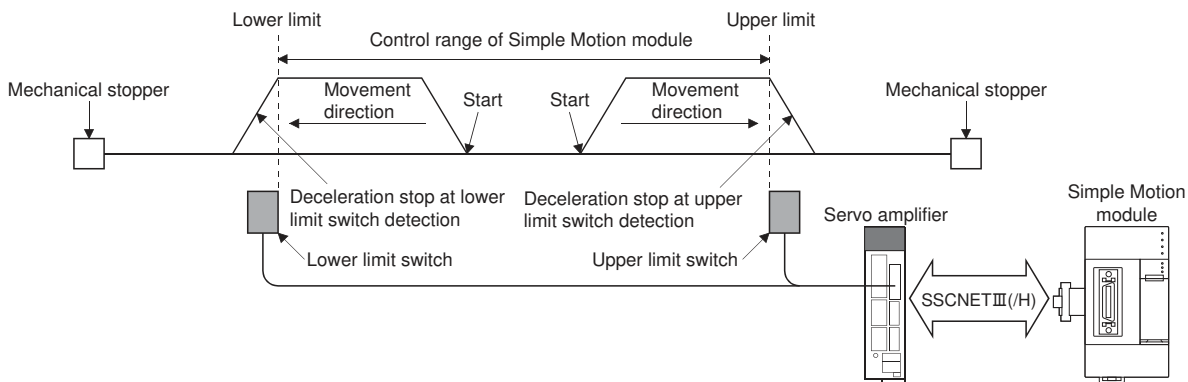 Lower limit
Upper limit
Control range of Simple Motion module
Mechanical stopper
Movement
direction
Start
Start
Movement
direction
Mechanical stopper
Deceleration stop at lower
limit switch detection
Deceleration stop at upper
limit switch detection
Simple Motion
module
Servo amplifier
Lower limit switch
Upper limit switch
SSCNETⅢ(/H)